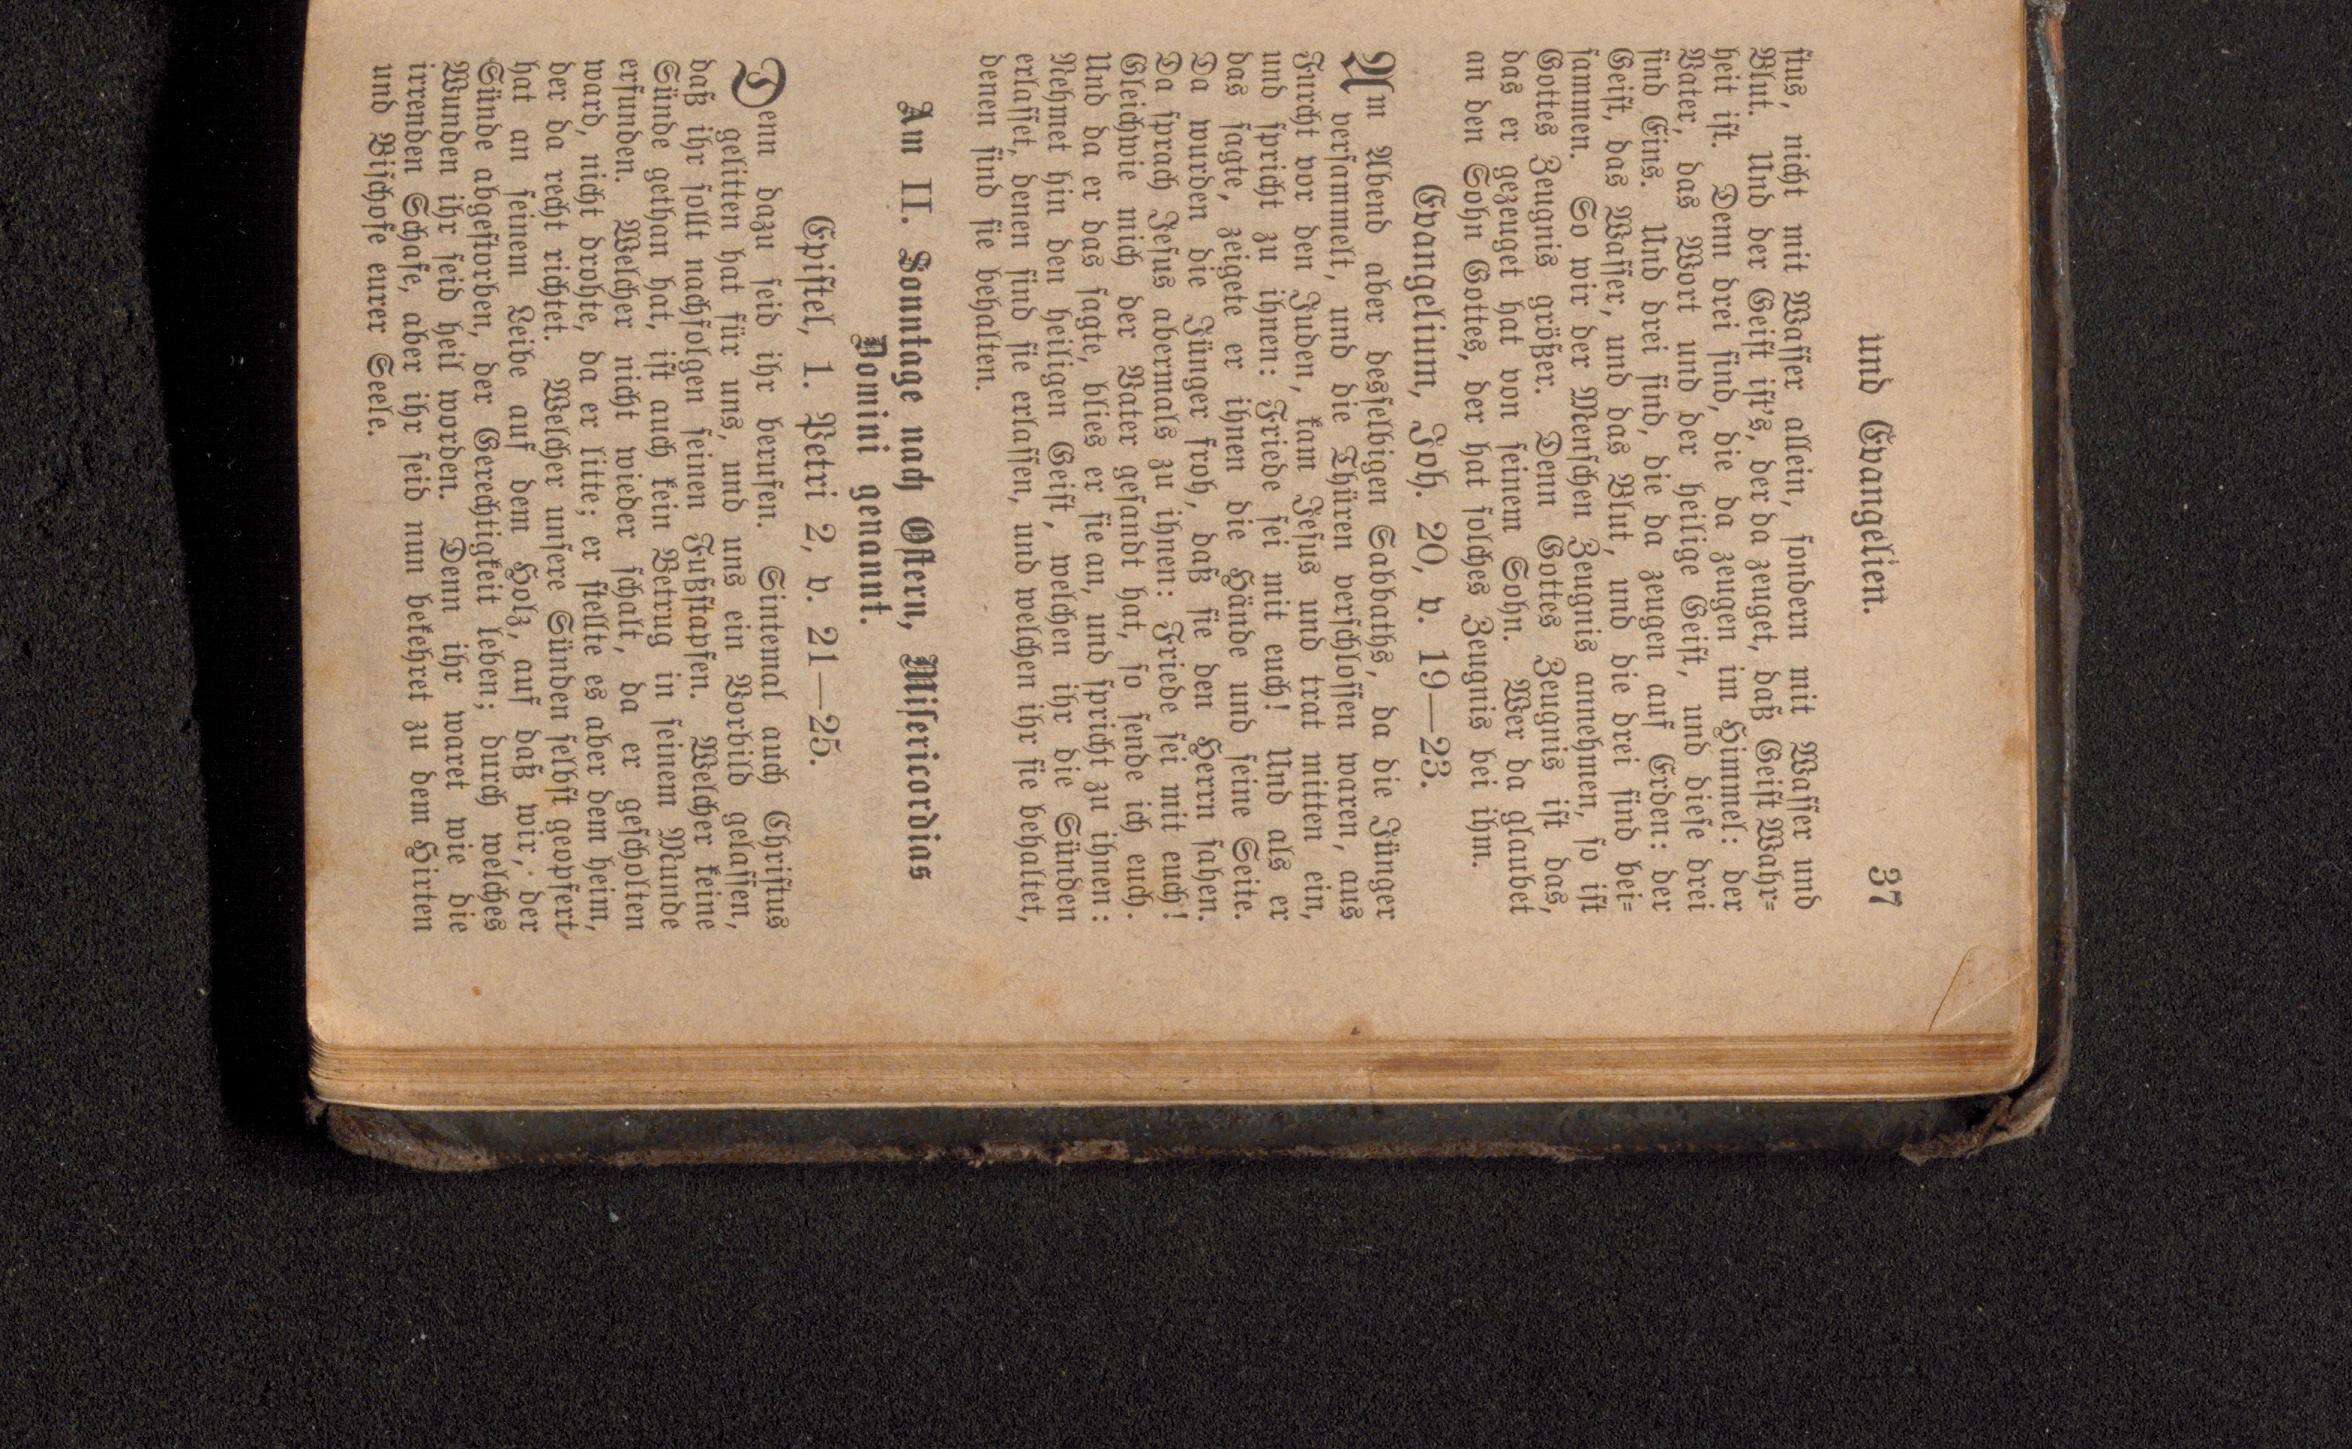 und Evangelien. 37
ſtus, nicht mit Waſſer allein, ſondern mit Waſſer und
Blut. Und der Geiſt iſt's, der da zeuget, daß Geiſt Wahr=
heit iſt. Denn drei ſind, die da zeugen im Himmel: der
Vater, das Wort und der heilige Geiſt, und dieſe drei
ſind Eins. Und drei ſind, die da zeugen auf Erden: der
Geiſt, das Waſſer, und das Blut, und die drei ſind bei=
ſammen. So wir der Menſchen Zeugnis annehmen, ſo iſt
Gottes Zeugnis größer. Denn Gottes Zeugnis iſt das,
das er gezeuget hat von ſeinem Sohn. Wer da glaubet
an den Sohn Gottes, der hat ſolches Zeugnis bei ihm.
Evangelium, Joh. 20, v. 19—23.
Am Abend aber desſelbigen Sabbaths, da die Jünger
verſammelt, und die Thüren verſchloſſen waren, aus
Furcht vor den Juden, kam Jeſus und trat mitten ein,
und ſpricht zu ihnen: Friede ſei mit euch! Und als er
das ſagte, zeigete er ihnen die Hände und ſeine Seite.
Da wurden die Jünger froh, daß ſie den Herrn ſahen.
Da ſprach Jeſus abermals zu ihnen: Friede ſei mit euch!
Gleichwie mich der Vater geſandt hat, ſo ſende ich euch.
Und da er das ſagte, blies er ſie an, und ſpricht zu ihnen:
Nehmet hin den heiligen Geiſt, welchen ihr die Sünden
erlaſſet, denen ſind ſie erlaſſen, und welchen ihr ſie behaltet,
denen ſind ſie behalten.
Am II. Sonntage nach Oſtern, Miſericordias
Domini genannt.
Epiſtel, 1. Petri 2, v. 21—25.
Denn dazu ſeid ihr berufen. Sintemal auch Chriſtus
gelitten hat für uns, und uns ein Vorbild gelaſſen,
daß ihr ſollt nachfolgen ſeinen Fußſtapfen. Welcher keine
Sünde gethan hat, iſt auch kein Betrug in ſeinem Munde
erfunden. Welcher nicht wieder ſchalt, da er geſcholten
ward, nicht drohte, da er litte; er ſtellte es aber dem heim,
der da recht richtet. Welcher unſere Sünden ſelbſt geopfert
hat an ſeinem Leibe auf dem Holz, auf daß wir, der
Sünde abgeſtorben, der Gerechtigkeit leben; durch welches
Wunden ihr ſeid heil worden. Denn ihr waret wie die
irrenden Schafe, aber ihr ſeid nun bekehret zu dem Hirten
und Biſchofe eurer Seele.